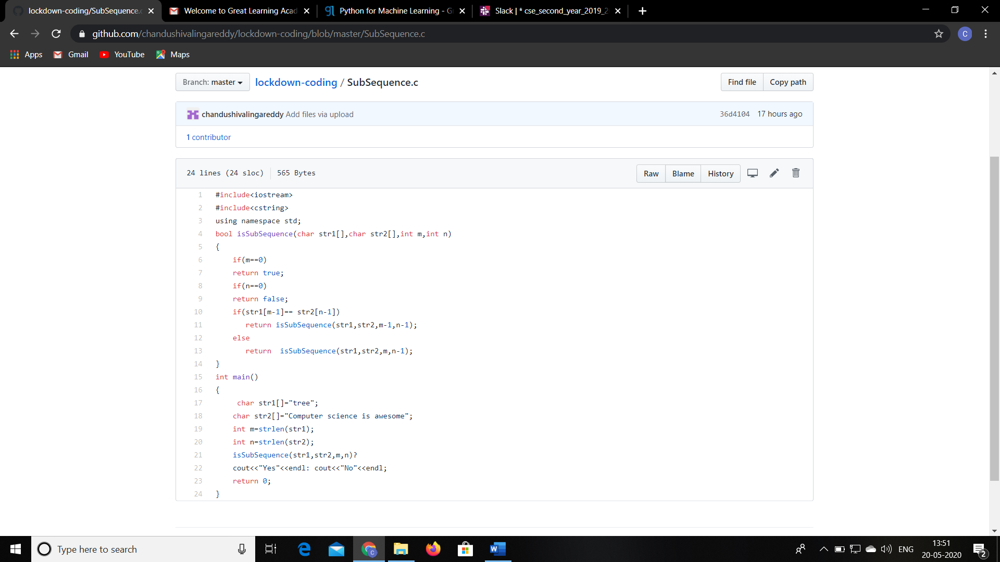 lockdown-coding/SubSequence.c
Welcome to Great Learning Acad
Python for Machine Learning - G
Slack | * cse_second_year_2019_2
github.com/chandushivalingareddy/lockdown-coding/blob/master/SubSequence.c
C
Apps
Gmail
YouTube
Maps
Branch: master
lockdown-coding / SubSequence.c
Find file
Copy path
chandushivalingareddy Add files via upload
36d4104 17 hours ago
1 contributor
24 lines (24 sloc) 565 Bytes
Raw
Blame
History
1 #include<iostream>
2 #include<cstring>
3 using namespace std;
4 bool isSubSequence(char str1[],char str2[],int m,int n)
5 {
6     if(m==0)
7     return true;
8     if(n==0)
9     return false;
10     if(str1[m-1]== str2[n-1])
11        return isSubSequence(str1,str2,m-1,n-1);
12     else
13        return  isSubSequence(str1,str2,m,n-1);
14 }
15 int main()
16 {
17      char str1[]="tree";
18     char str2[]="Computer science is awesome";
19     int m=strlen(str1);
20     int n=strlen(str2);
21     isSubSequence(str1,str2,m,n)?
22     cout<<"Yes"<<endl: cout<<"No"<<endl;
23     return 0;
24 }
Type here to search
ENG
13:51
20-05-2020
2